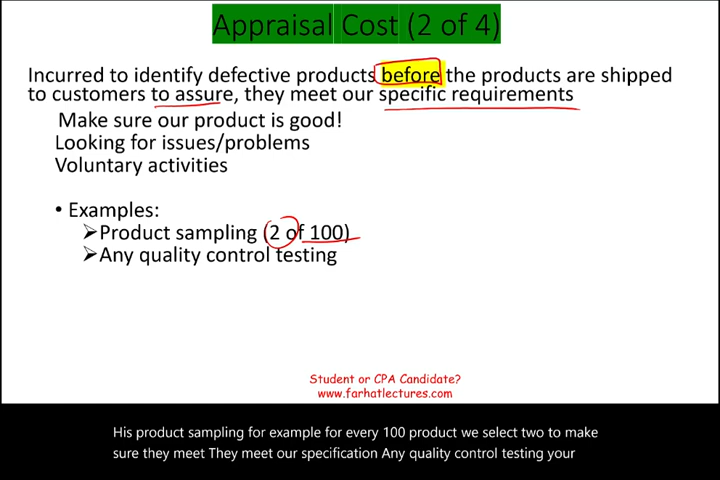 Appraisal Cost (2 of 4)
Incurred to identify defective products before the products are shipped
to customers to assure, they meet our specific requirements
Make sure our product is good!
Looking for issues/problems
Voluntary activities
• Examples:
➢Product sampling (2 of 100)
➢Any quality control testing
Student or CPA Candidate?
www.farhatlectures.com
His product sampling for example for every 100 product we select two to make
sure they meet They meet our specification Any quality control testing your